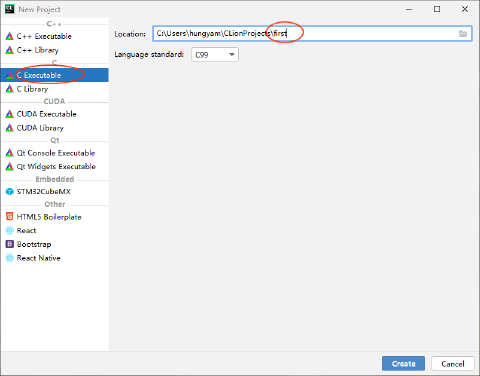 New Project
C++
C++ Executable
C++ Library
C
C Executable
C Library
CUDA
CUDA Executable
CUDA Library
Qt
Qt Console Executable
Qt Widgets Executable
Embedded
STM32CubeMX
Other
HTML5 Boilerplate
React
Bootstrap
React Native
Location: C:\Users\hungyam\CLionProjects\first
Language standard: C99
Create Cancel